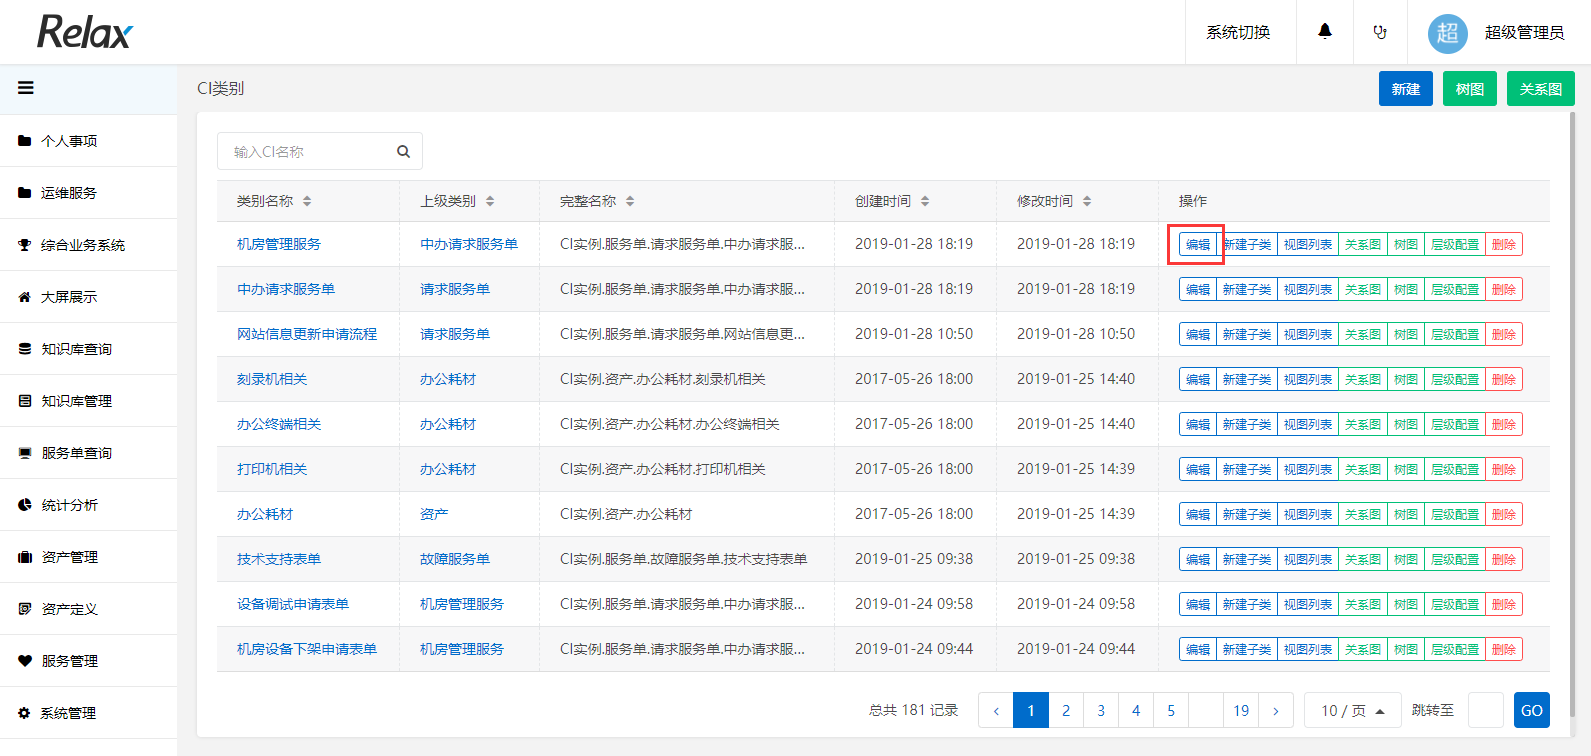 Relax
系统切换
超
超级管理员
CI类别
新建
树图
关系图
个人事项
运维服务
综合业务系统
大屏展示
知识库查询
知识库管理
服务单查询
统计分析
资产管理
资产定义
服务管理
系统管理
输入CI名称
类别名称 上级类别 完整名称 创建时间 修改时间 操作
机房管理服务 中办请求服务单 CI实例.服务单.请求服务单.中办请求服... 2019-01-28 18:19 2019-01-28 18:19 编辑 新建子类 视图列表 关系图 树图 层级配置 删除
中办请求服务单 请求服务单 CI实例.服务单.请求服务单.中办请求服... 2019-01-28 18:19 2019-01-28 18:19 编辑 新建子类 视图列表 关系图 树图 层级配置 删除
网站信息更新申请流程 请求服务单 CI实例.服务单.请求服务单.网站信息更... 2019-01-28 10:50 2019-01-28 10:50 编辑 新建子类 视图列表 关系图 树图 层级配置 删除
刻录机相关 办公耗材 CI实例.资产.办公耗材.刻录机相关 2017-05-26 18:00 2019-01-25 14:40 编辑 新建子类 视图列表 关系图 树图 层级配置 删除
办公终端相关 办公耗材 CI实例.资产.办公耗材.办公终端相关 2017-05-26 18:00 2019-01-25 14:40 编辑 新建子类 视图列表 关系图 树图 层级配置 删除
打印机相关 办公耗材 CI实例.资产.办公耗材.打印机相关 2017-05-26 18:00 2019-01-25 14:39 编辑 新建子类 视图列表 关系图 树图 层级配置 删除
办公耗材 资产 CI实例.资产.办公耗材 2017-05-26 18:00 2019-01-25 14:39 编辑 新建子类 视图列表 关系图 树图 层级配置 删除
技术支持表单 故障服务单 CI实例.服务单.故障服务单.技术支持表单 2019-01-25 09:38 2019-01-25 09:38 编辑 新建子类 视图列表 关系图 树图 层级配置 删除
设备调试申请表单 机房管理服务 CI实例.服务单.请求服务单.中办请求服... 2019-01-24 09:58 2019-01-24 09:58 编辑 新建子类 视图列表 关系图 树图 层级配置 删除
机房设备下架申请表单 机房管理服务 CI实例.服务单.请求服务单.中办请求服... 2019-01-24 09:44 2019-01-24 09:44 编辑 新建子类 视图列表 关系图 树图 层级配置 删除
总共 181 记录 ‹ 1 2 3 4 5 19 › 10 / 页 跳转至 GO